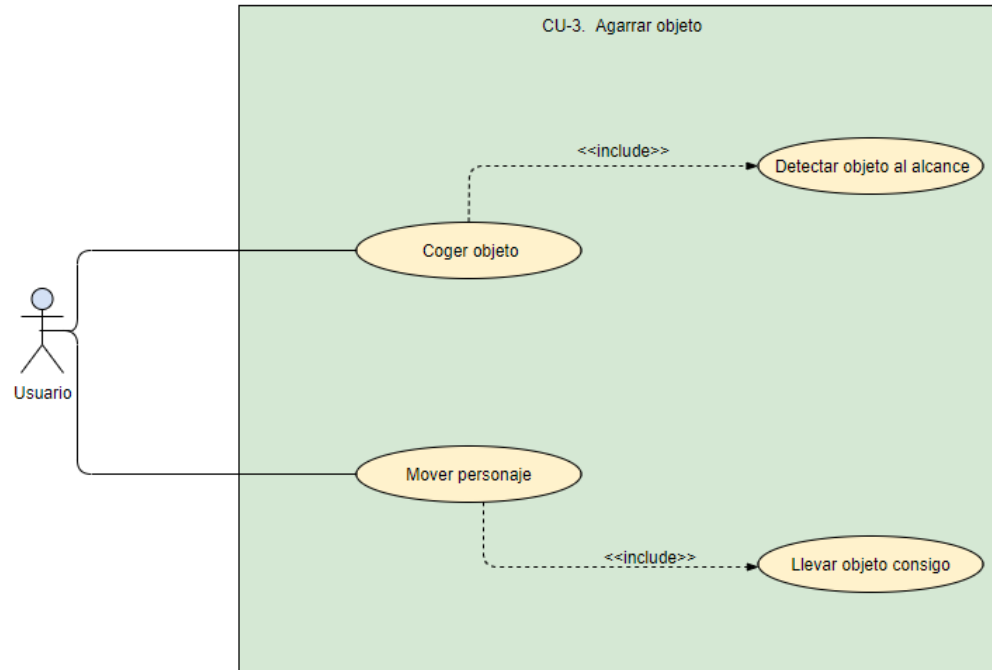 CU-3. Agarrar objeto
<<include>>
Detectar objeto al alcance
Coger objeto
Usuario
Mover personaje
<<include>>
Llevar objeto consigo